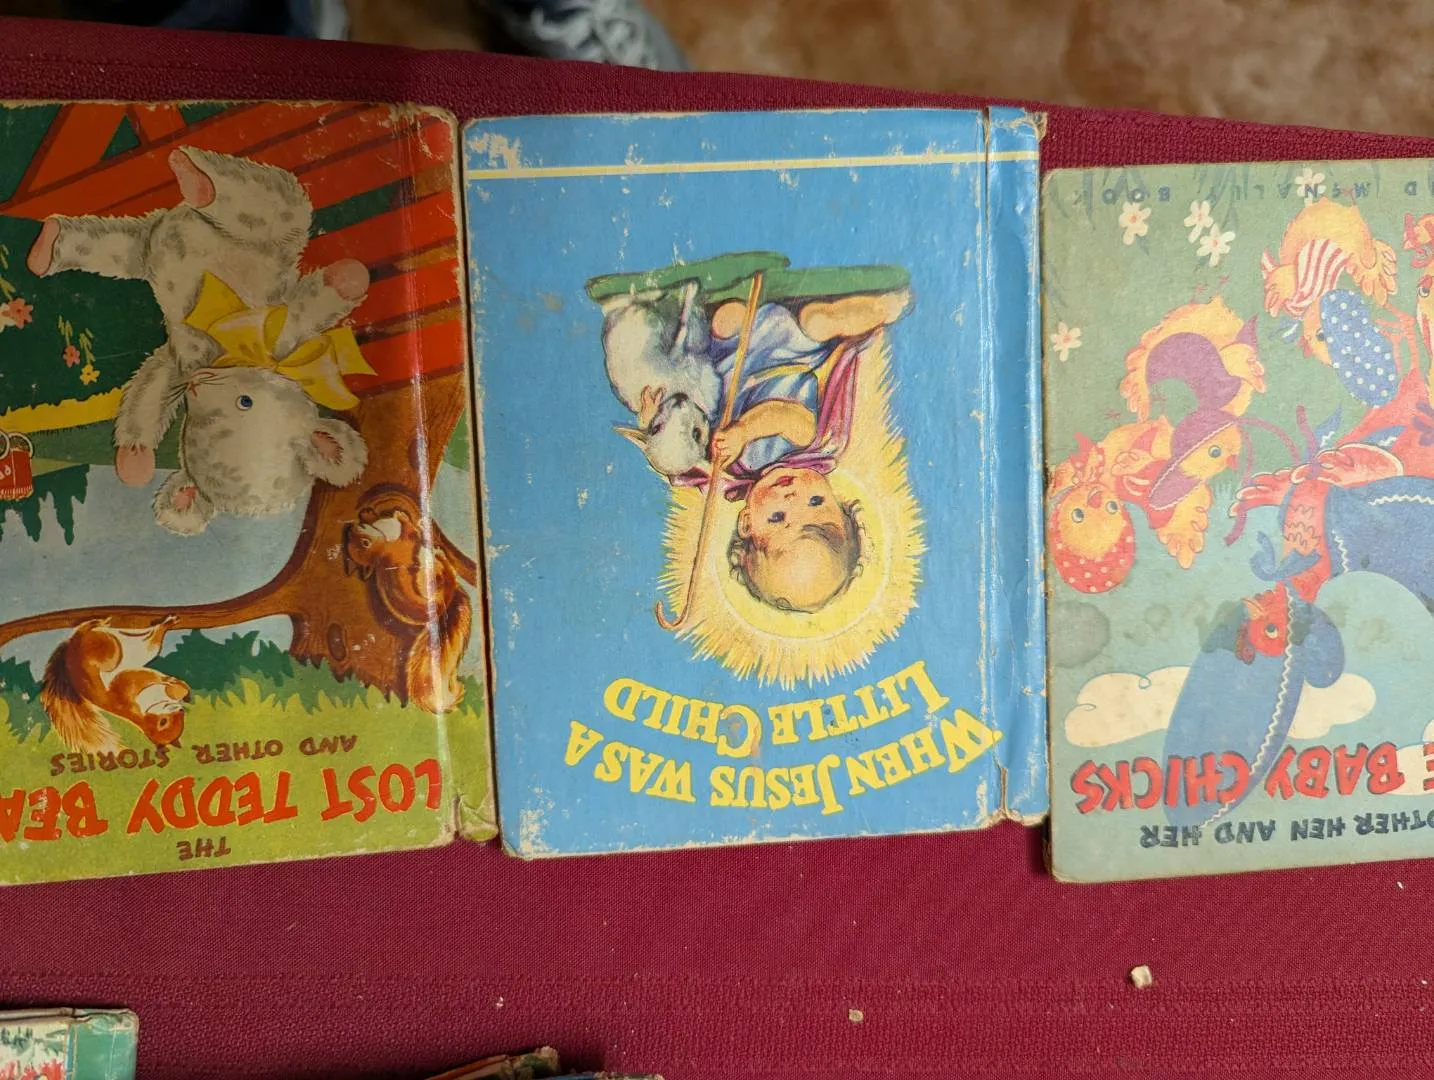 THE
LOST TEDDY BEA
AND OTHER STORIES
WHEN JESUS WAS A
LITTLE CHILD
OTHER HEN AND HER
E BABY CHICKS
D MCNALLY BOOK